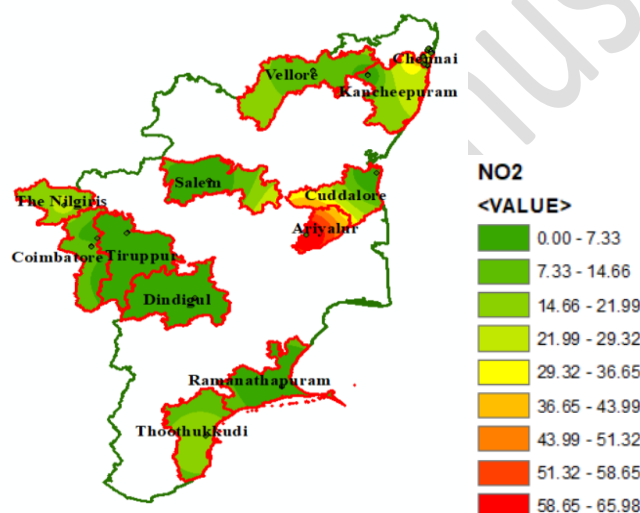 Chennai
Vellore
Kancheepuram
Salem
Cuddalore
The Nilgiris
Ariyalur
Coimbatore
Tiruppur
Dindigul
Ramanathapuram
Thoothukkudi
NO2
<VALUE>
0.00 - 7.33
7.33 - 14.66
14.66 - 21.99
21.99 - 29.32
29.32 - 36.65
36.65 - 43.99
43.99 - 51.32
51.32 - 58.65
58.65 - 65.98